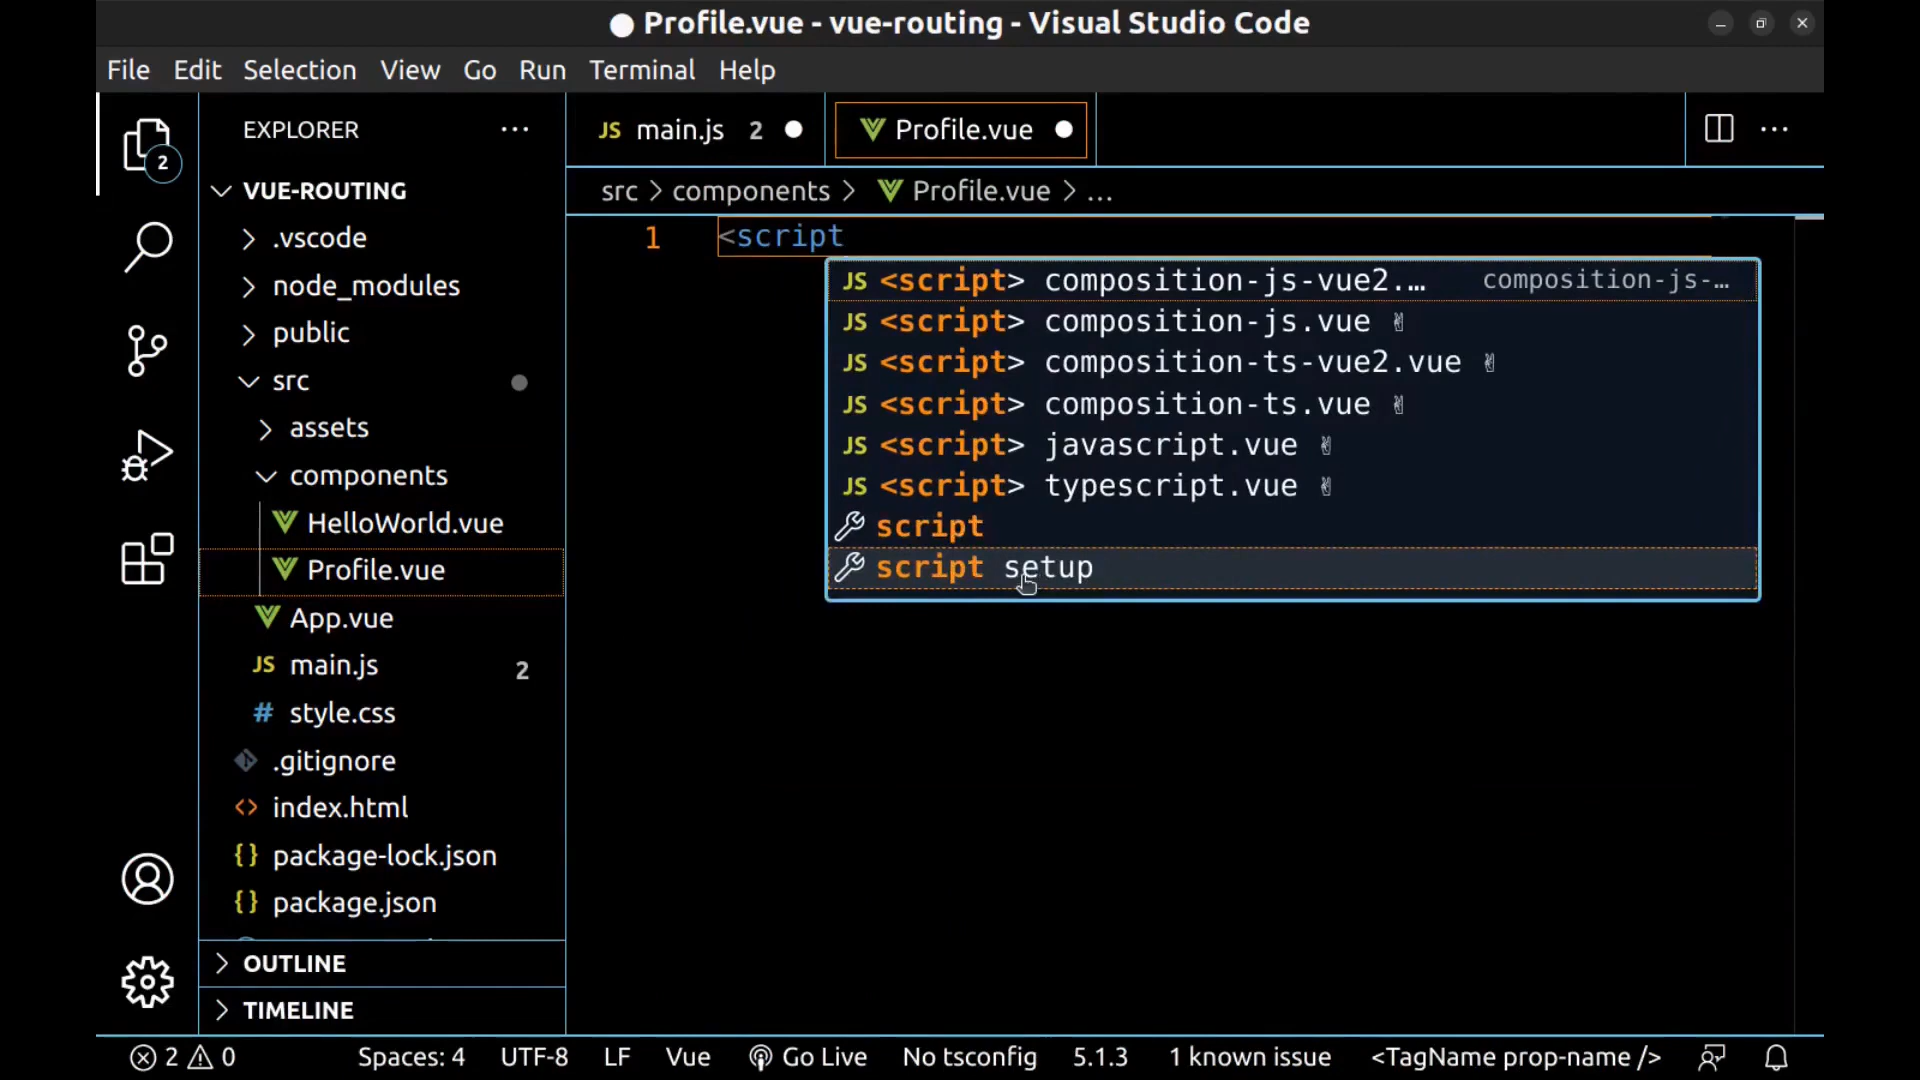 Profile.vue - vue-routing - Visual Studio Code
File Edit Selection View Go Run Terminal Help
EXPLORER
JS main.js 2
Profile.vue
2
VUE-ROUTING
src > components > Profile.vue > ...
.vscode
1 <script
node_modules
public
src
assets
components
HelloWorld.vue
Profile.vue
App.vue
JS main.js 2
# style.css
.gitignore
<> index.html
{} package-lock.json
{} package.json
OUTLINE
TIMELINE
JS <script> composition-js-vue2.… composition-js-…
JS <script> composition-js.vue ✌
JS <script> composition-ts-vue2.vue ✌
JS <script> composition-ts.vue ✌
JS <script> javascript.vue ✌
JS <script> typescript.vue ✌
script
script setup
2 0 Spaces: 4 UTF-8 LF Vue Go Live No tsconfig 5.1.3 1 known issue <TagName prop-name />